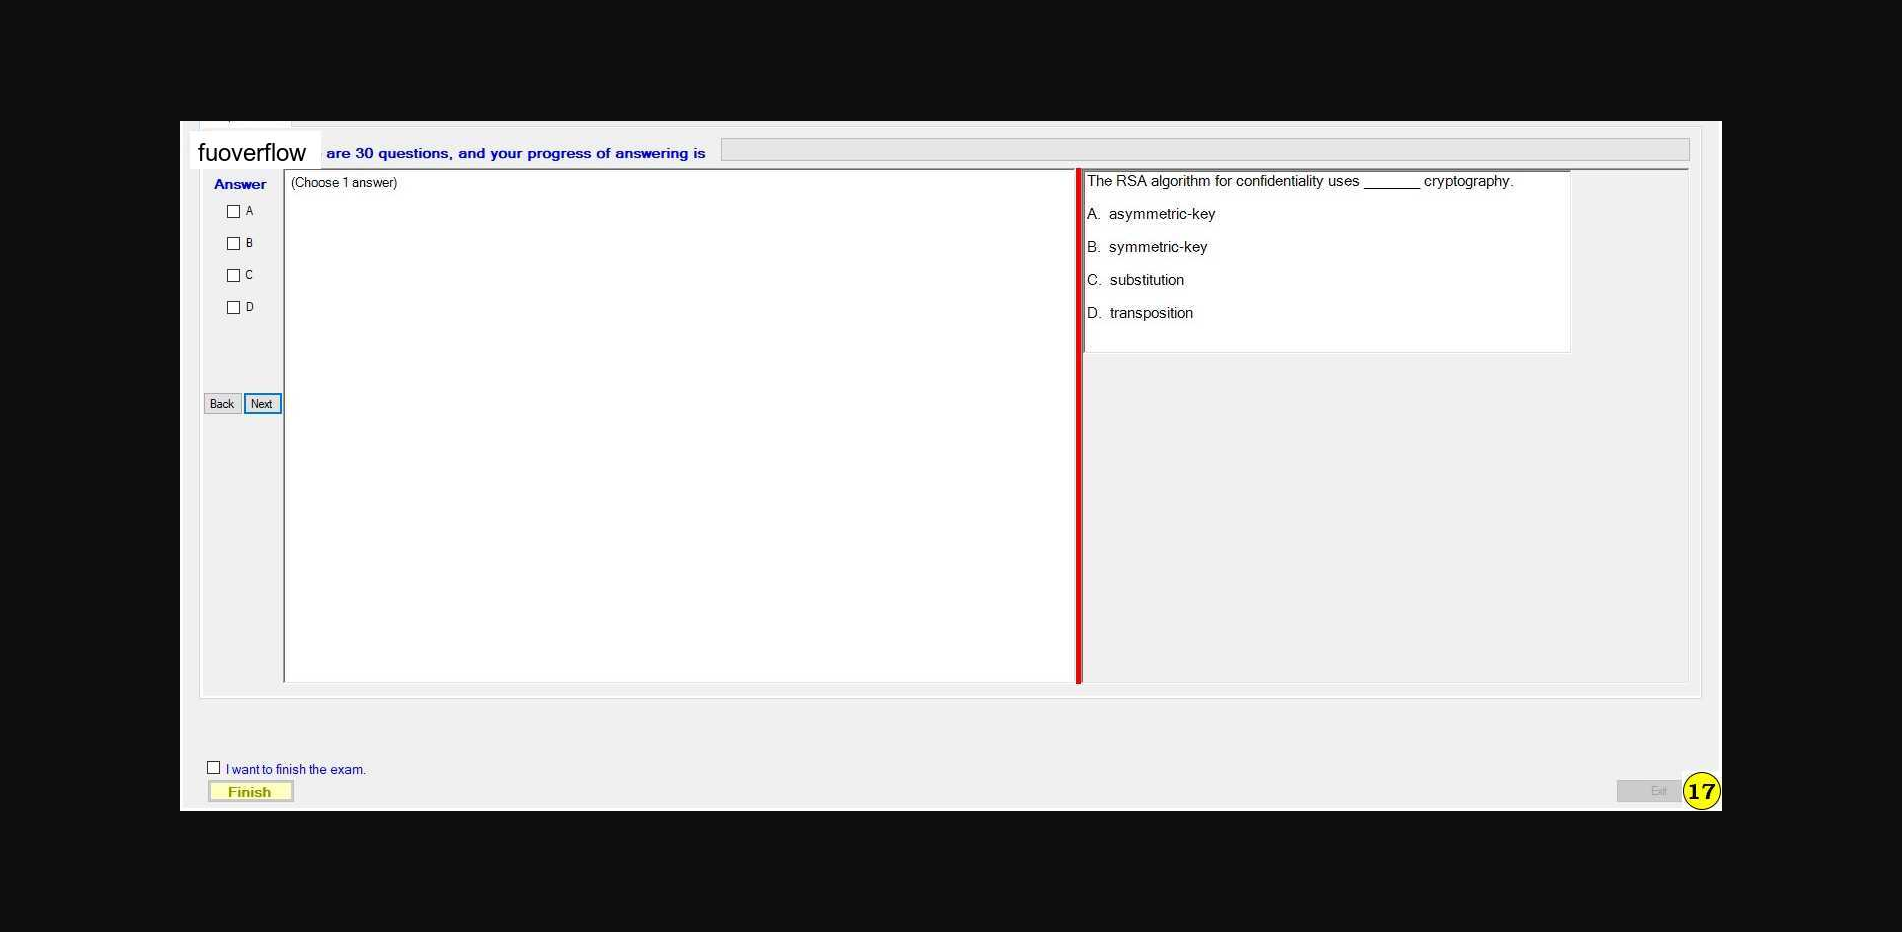 fuoverflow are 30 questions, and your progress of answering is
Answer
A
B
C
D
Back Next
(Choose 1 answer)
The RSA algorithm for confidentiality uses _______ cryptography.
A. asymmetric-key
B. symmetric-key
C. substitution
D. transposition
I want to finish the exam.
Finish
Exit
17